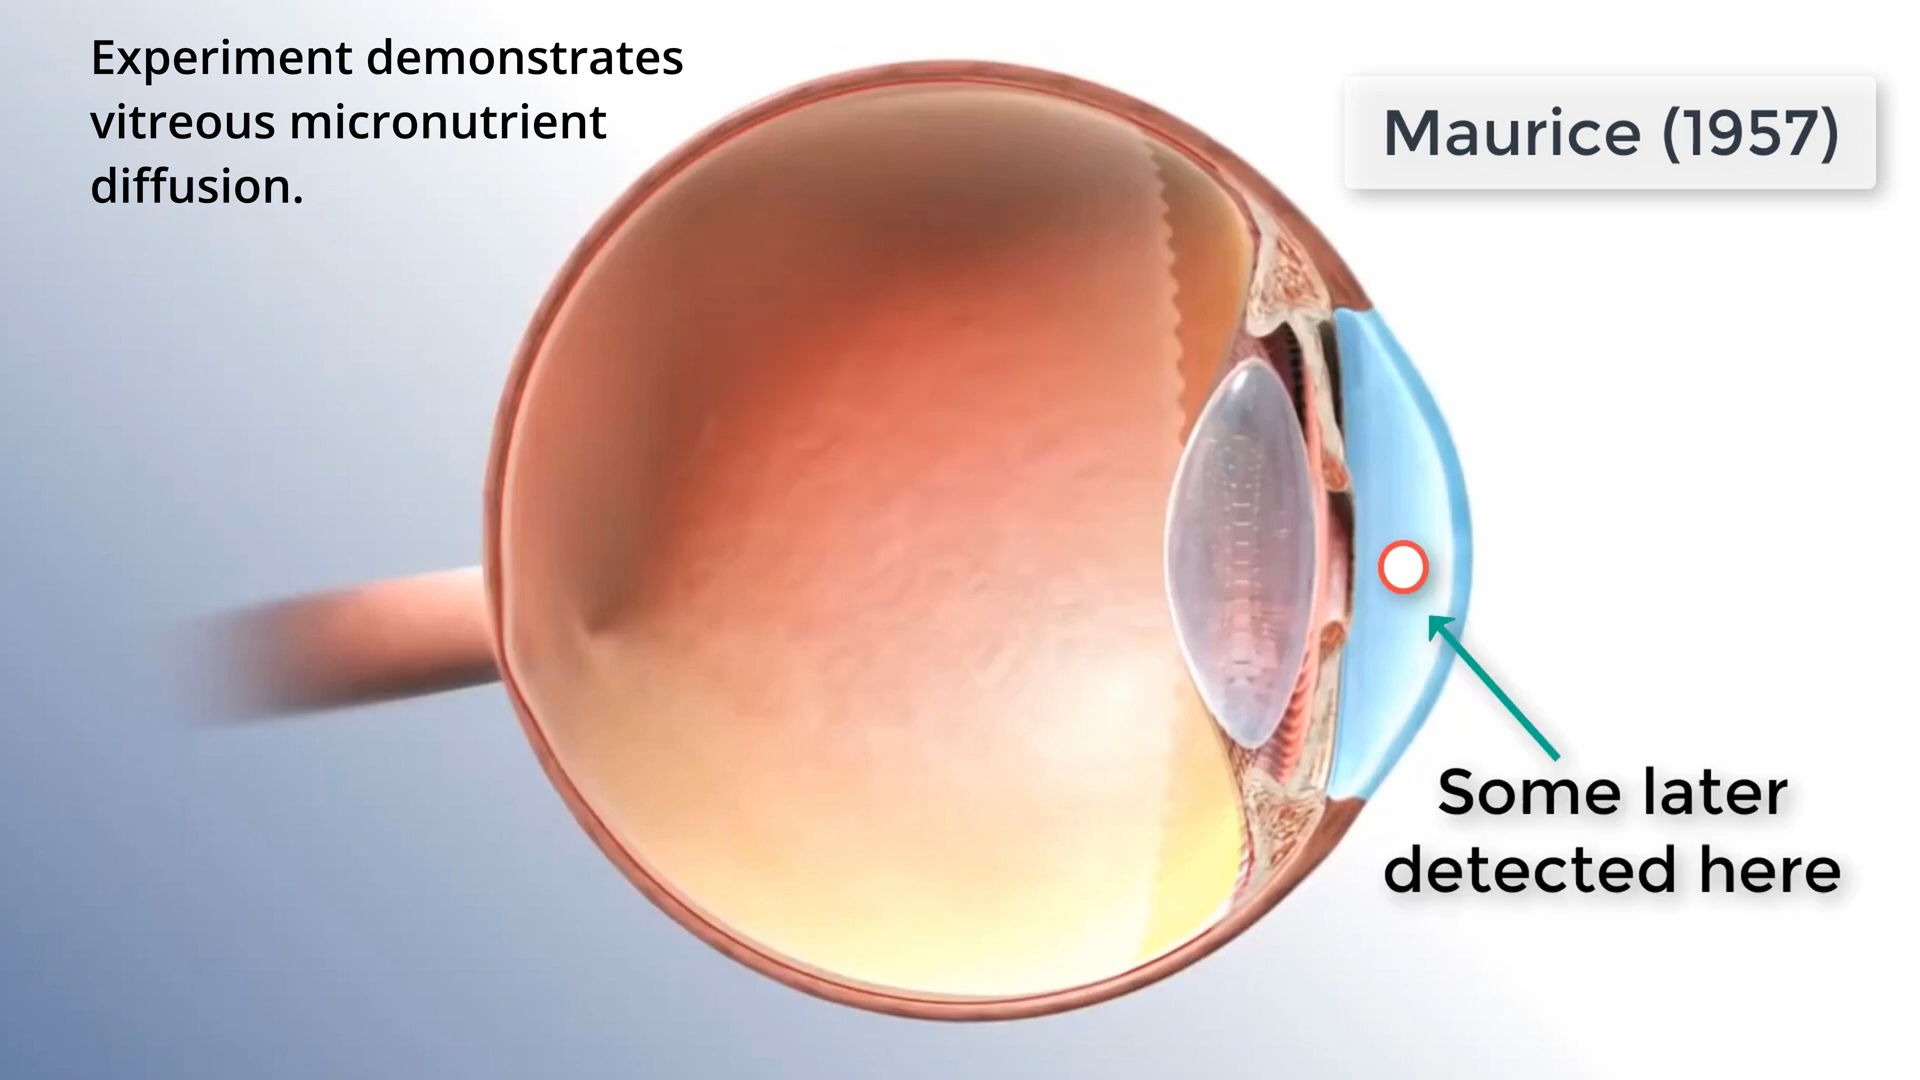 Experiment demonstrates
vitreous micronutrient
diffusion.
Maurice (1957)
Some later
detected here